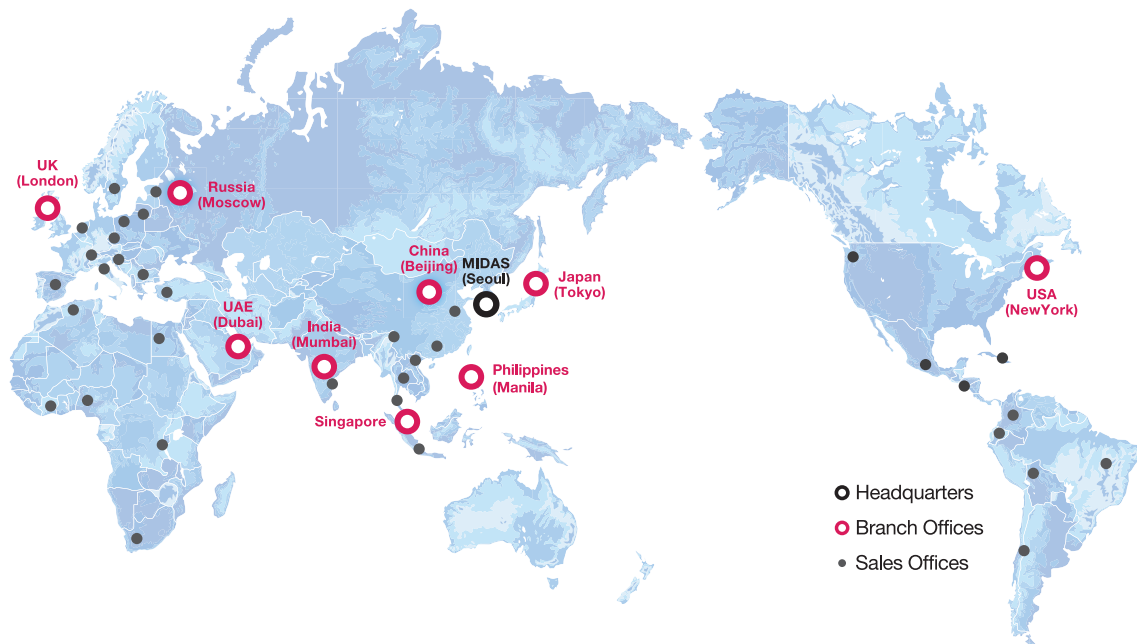 UK
(London)
Russia
(Moscow)
China
(Beijing)
MIDAS
(Seoul)
Japan
(Tokyo)
USA
(NewYork)
UAE
(Dubai)
India
(Mumbai)
Philippines
(Manila)
Singapore
Headquarters
Branch Offices
Sales Offices